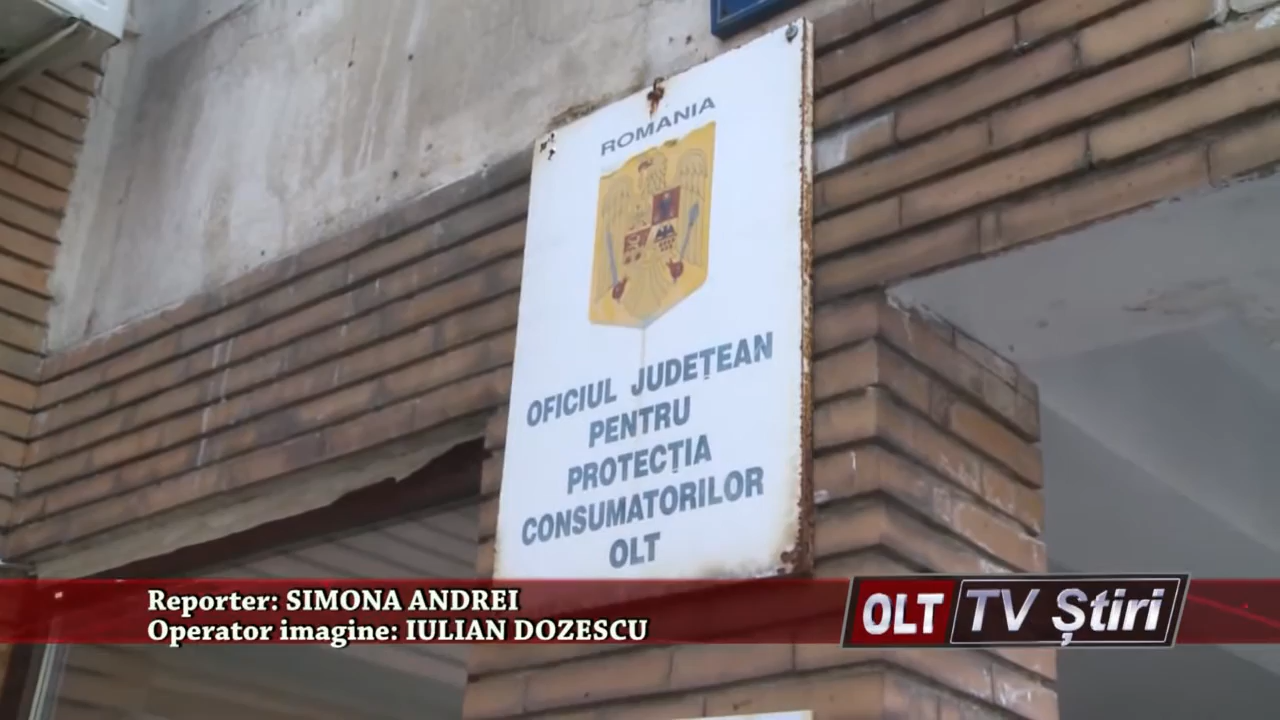 ROMANIA
OFICIUL JUDEȚEAN
PENTRU
PROTECȚIA
CONSUMATORILOR
OLT
Reporter: SIMONA ANDREI
Operator imagine: IULIAN DOZESCU
OLT TV Știri